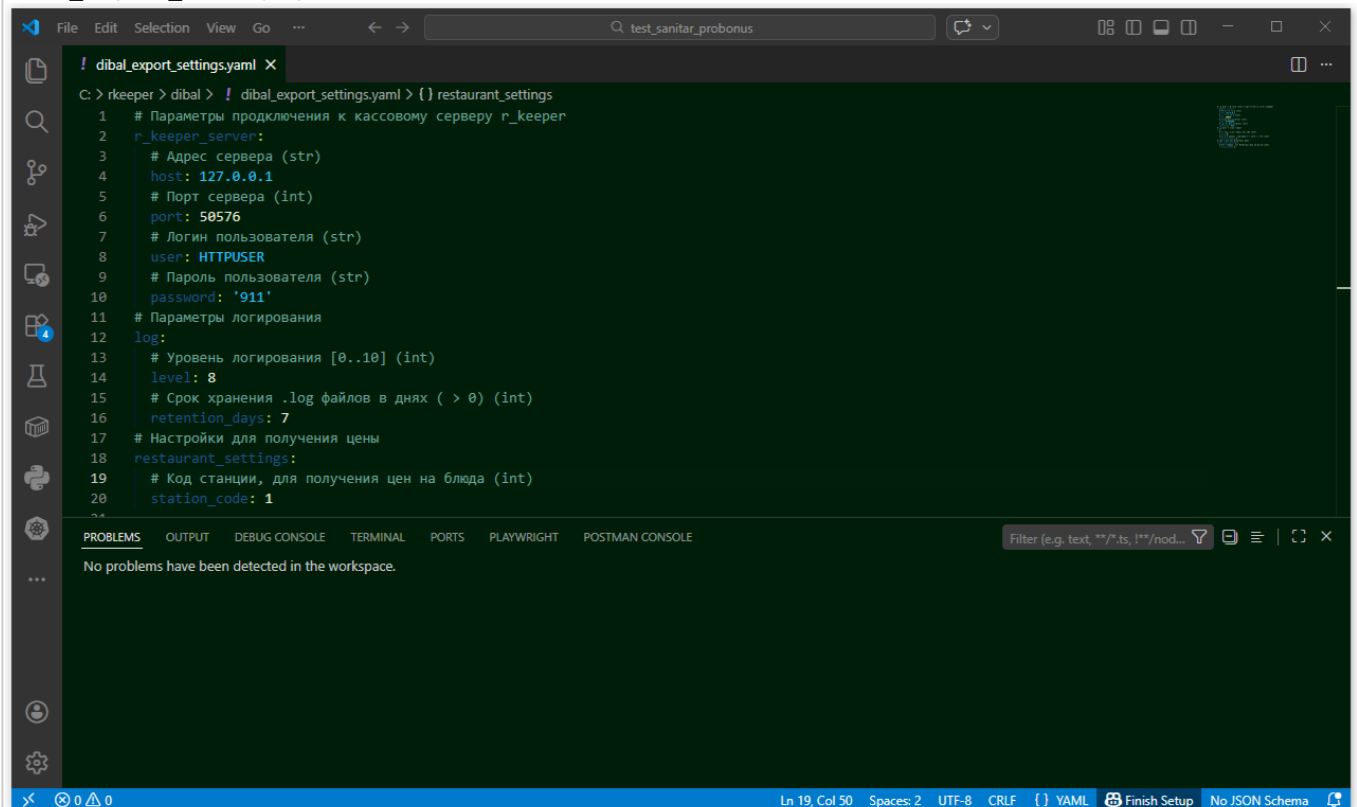 File Edit Selection View Go ··· ← → test_sanitar_probonus
! dibal_export_settings.yaml ×
C: > rkeeper > dibal > ! dibal_export_settings.yaml > { } restaurant_settings
1 # Параметры продключения к кассовому серверу r_keeper
2 r_keeper_server:
3 # Адрес сервера (str)
4 host: 127.0.0.1
5 # Порт сервера (int)
6 port: 50576
7 # Логин пользователя (str)
8 user: HTTPUSER
9 # Пароль пользователя (str)
10 password: '911'
11 # Параметры логирования
12 log:
13 # Уровень логирования [0..10] (int)
14 level: 8
15 # Срок хранения .log файлов в днях ( > 0) (int)
16 retention_days: 7
17 # Настройки для получения цены
18 restaurant_settings:
19 # Код станции, для получения цен на блюда (int)
20 station_code: 1
4
PROBLEMS OUTPUT DEBUG CONSOLE TERMINAL PORTS PLAYWRIGHT POSTMAN CONSOLE Filter (e.g. text, **/*.ts, !**/nod...
No problems have been detected in the workspace.
0 0 Ln 19, Col 50 Spaces: 2 UTF-8 CRLF { } YAML Finish Setup No JSON Schema